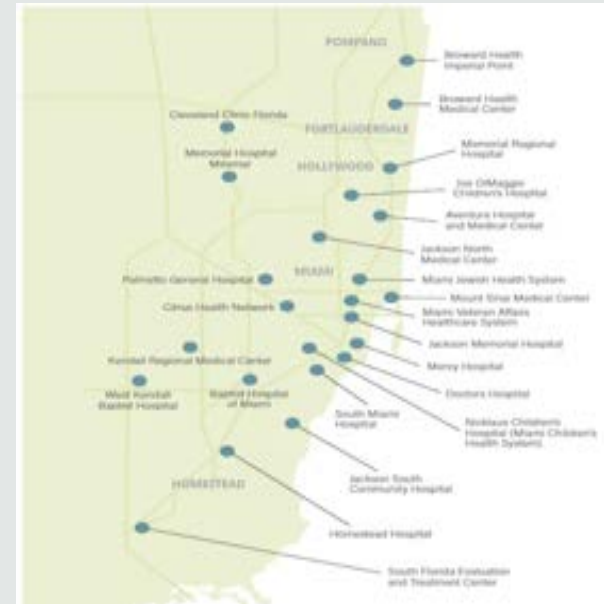 POMPANO
Broward Health
Imperial Point
Broward Health
Medical Center
Cleveland Clinic Florida
FORT LAUDERDALE
Memorial Regional
Hospital
Memorial Hospital
Miramar
HOLLYWOOD
Joe DiMaggio
Children's Hospital
Aventura Hospital
and Medical Center
Jackson North
Medical Center
MIAMI
Palmetto General Hospital
Miami Jewish Health System
Mount Sinai Medical Center
Citrus Health Network
Miami Veteran Affairs
Healthcare System
Jackson Memorial Hospital
Kendall Regional Medical Center
Mercy Hospital
West Kendall
Baptist Hospital
Baptist Hospital
of Miami
Doctors Hospital
South Miami
Hospital
Nicklaus Children's
Hospital (Miami Children's
Health System)
Jackson South
Community Hospital
HOMESTEAD
Homestead Hospital
South Florida Evaluation
and Treatment Center